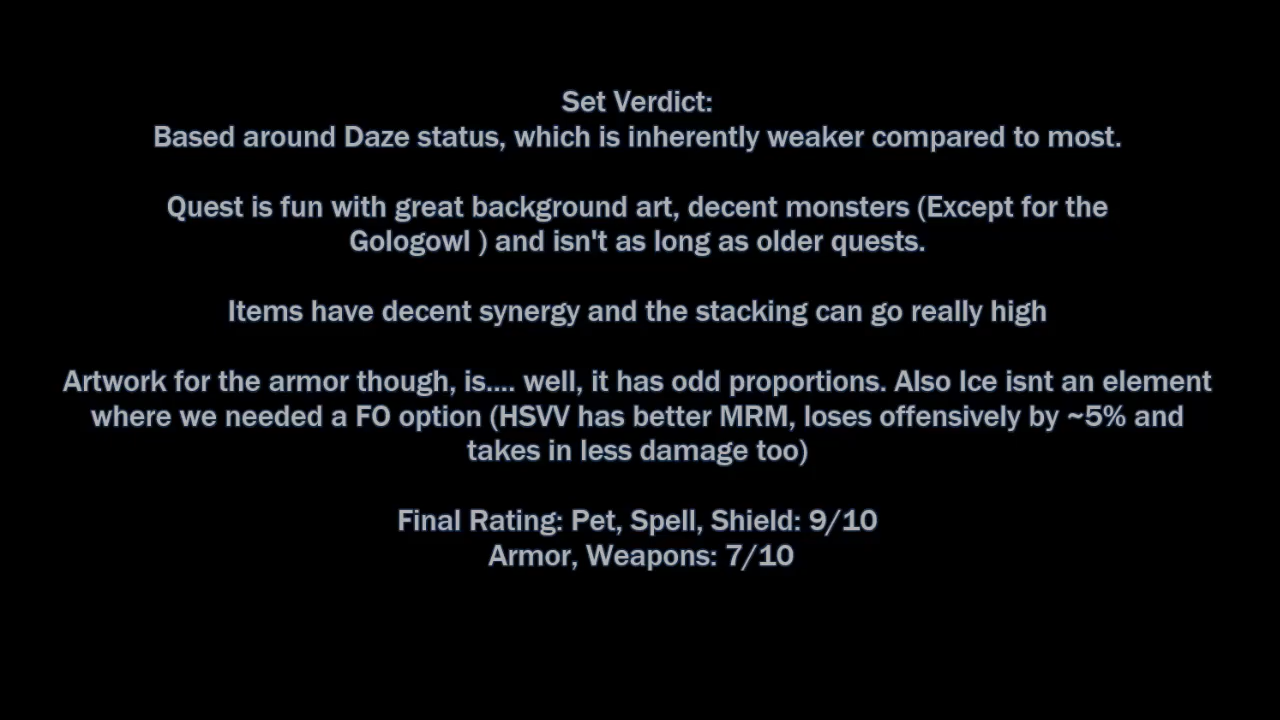 Set Verdict:
Based around Daze status, which is inherently weaker compared to most.
Quest is fun with great background art, decent monsters (Except for the
Gologowl ) and isn't as long as older quests.
Items have decent synergy and the stacking can go really high
Artwork for the armor though, is.... well, it has odd proportions. Also Ice isnt an element
where we needed a FO option (HSVV has better MRM, loses offensively by ~5% and
takes in less damage too)
Final Rating: Pet, Spell, Shield: 9/10
Armor, Weapons: 7/10